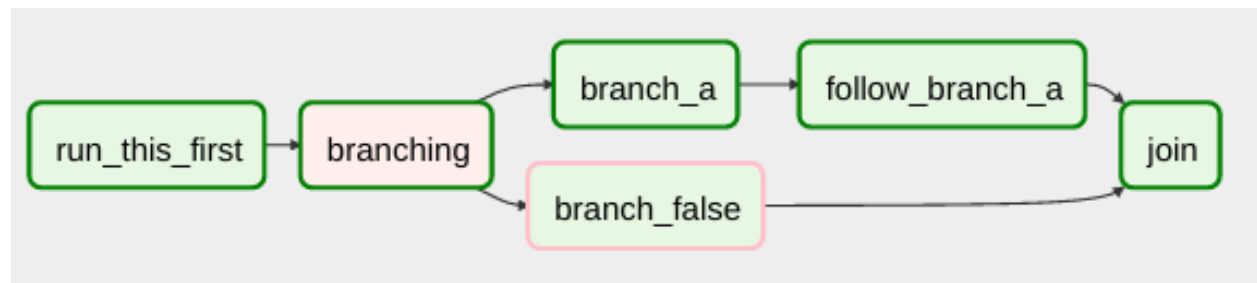 run_this_first
branching
branch_a
follow_branch_a
branch_false
join